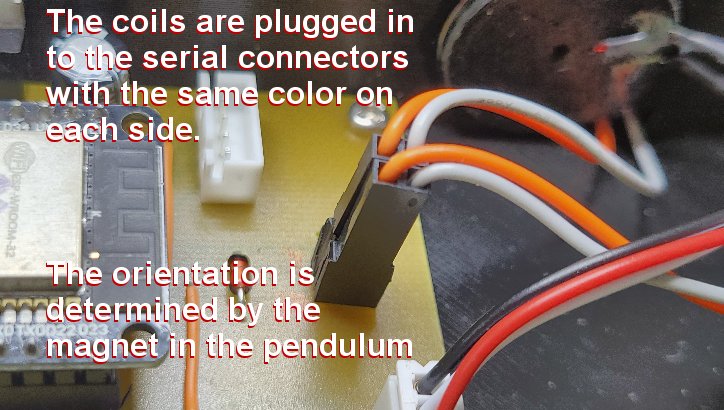 The coils are plugged in
to the serial connectors
with the same color on
each side.
The orientation is
determined by the
magnet in the pendulum